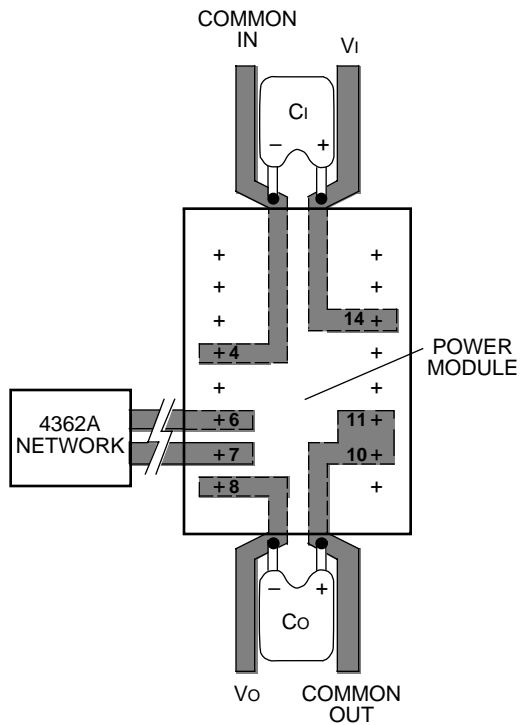 COMMON
IN
VI
CI
– +
+ +
+ +
+ 14 +
+ 4 +
+ +
4362A
NETWORK
POWER
MODULE
+ 6 11 +
+ 7 10 +
+ 8 +
– +
CO
VO
COMMON
OUT